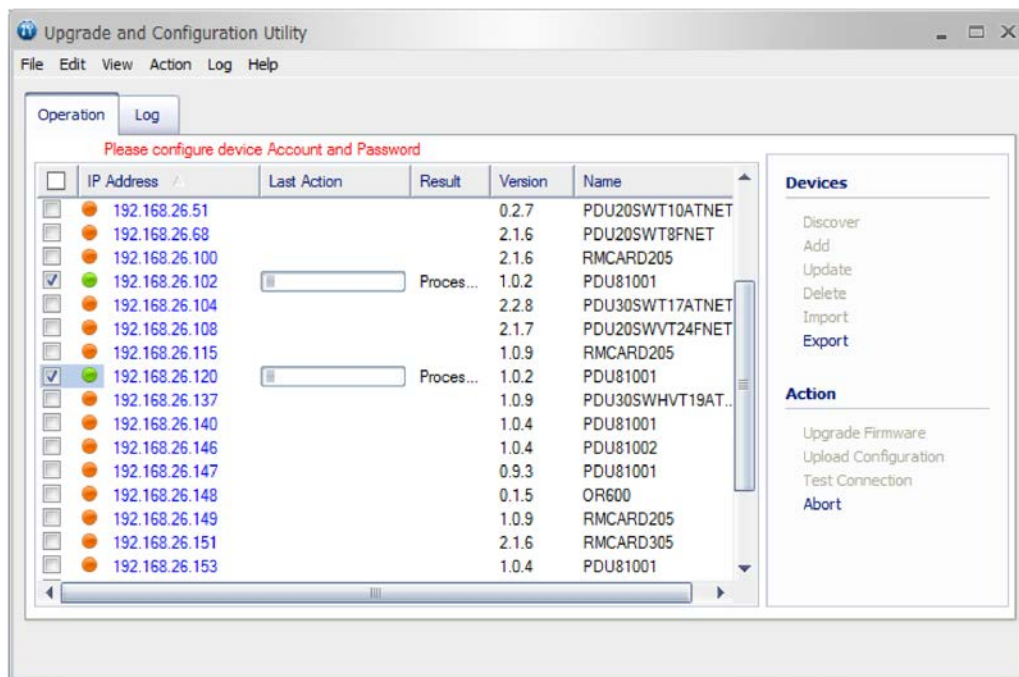 Upgrade and Configuration Utility
File Edit View Action Log Help
Operation Log
Please configure device Account and Password
IP Address Last Action Result Version Name
192.168.26.51 0.2.7 PDU20SWT10ATNET
192.168.26.68 2.1.6 PDU20SWT8FNET
192.168.26.100 2.1.6 RMCARD205
192.168.26.102 Proces... 1.0.2 PDU81001
192.168.26.104 2.2.8 PDU30SWT17ATNET
192.168.26.108 2.1.7 PDU20SWVT24FNET
192.168.26.115 1.0.9 RMCARD205
192.168.26.120 Proces... 1.0.2 PDU81001
192.168.26.137 1.0.9 PDU30SWHVT19AT...
192.168.26.140 1.0.4 PDU81001
192.168.26.146 1.0.4 PDU81002
192.168.26.147 0.9.3 PDU81001
192.168.26.148 0.1.5 OR600
192.168.26.149 1.0.9 RMCARD205
192.168.26.151 2.1.6 RMCARD305
192.168.26.153 1.0.4 PDU81001
Devices
Discover
Add
Update
Delete
Import
Export
Action
Upgrade Firmware
Upload Configuration
Test Connection
Abort